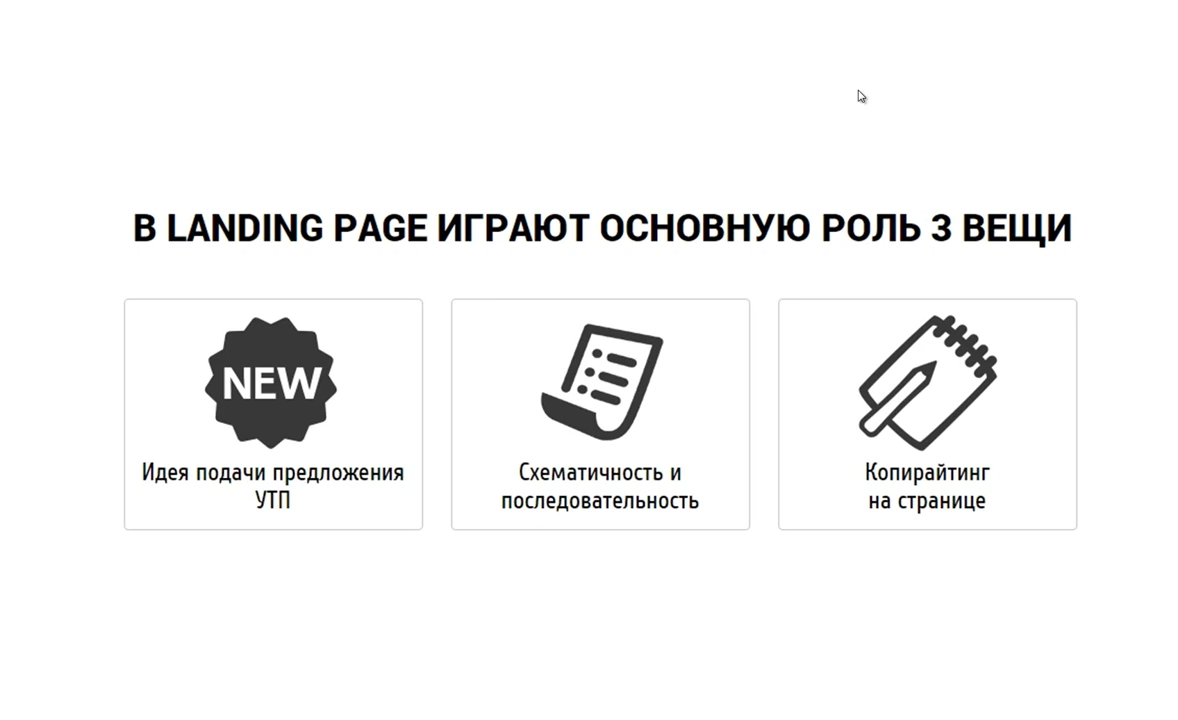 В LANDING PAGE ИГРАЮТ ОСНОВНУЮ РОЛЬ 3 ВЕЩИ
NEW
Идея подачи предложения
УТП
Схематичность и
последовательность
Копирайтинг
на странице